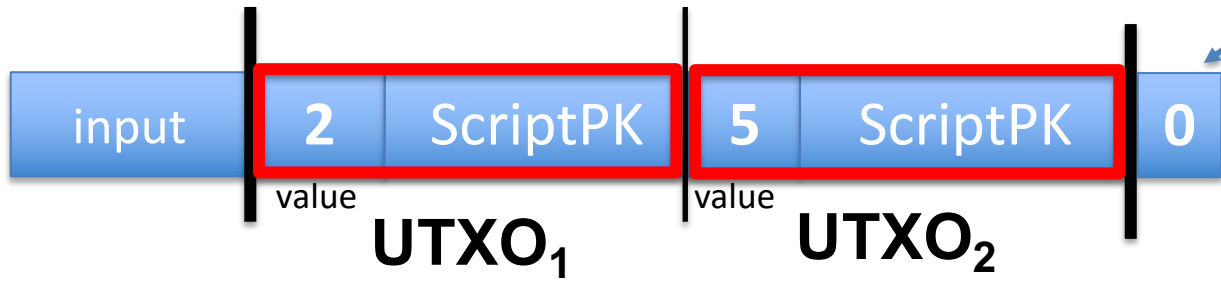 input 2 ScriptPK 5 ScriptPK 0
value value
UTXO₁ UTXO₂